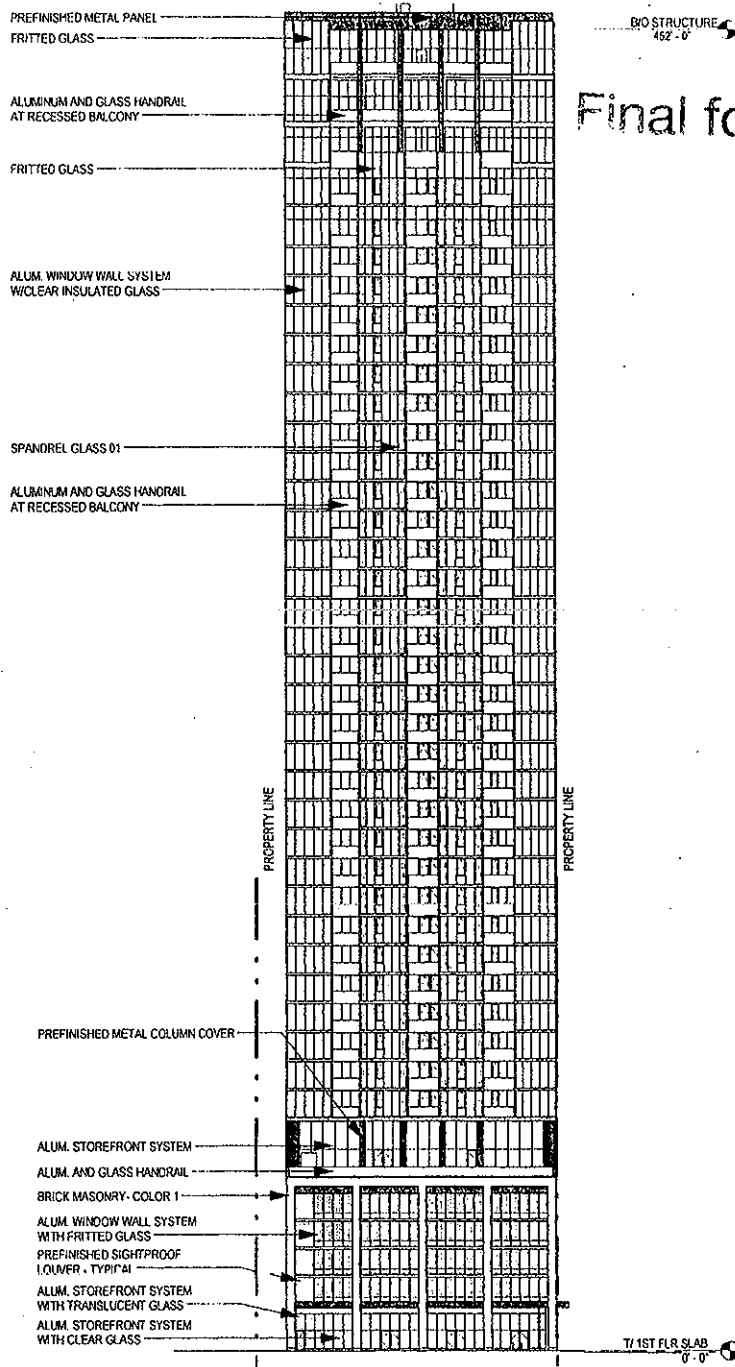 PREFINISHED METAL PANEL
FRITTED GLASS
B/O STRUCTURE
452' - 0"
Final fo
ALUMINUM AND GLASS HANDRAIL
AT RECESSED BALCONY
FRITTED GLASS
ALUM. WINDOW WALL SYSTEM
W/CLEAR INSULATED GLASS
SPANDREL GLASS 01
ALUMINUM AND GLASS HANDRAIL
AT RECESSED BALCONY
PROPERTY LINE
PROPERTY LINE
PREFINISHED METAL COLUMN COVER
ALUM. STOREFRONT SYSTEM
ALUM. AND GLASS HANDRAIL
BRICK MASONRY - COLOR 1
ALUM. WINDOW WALL SYSTEM
WITH FRITTED GLASS
PREFINISHED SIGHTPROOF
LOUVER - TYPICAL
ALUM. STOREFRONT SYSTEM
WITH TRANSLUCENT GLASS
ALUM. STOREFRONT SYSTEM
WITH CLEAR GLASS
T/ 1ST FLR SLAB
0' - 0"